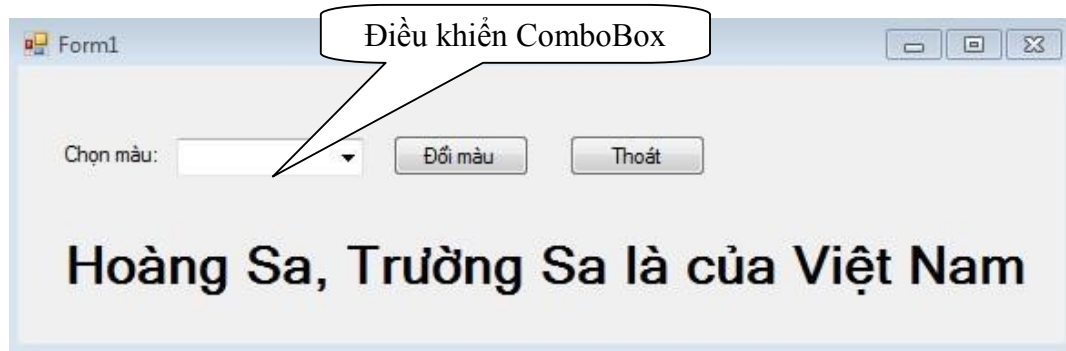 Điều khiển ComboBox
Form1
Chọn màu: Đổi màu Thoát
Hoàng Sa, Trường Sa là của Việt Nam